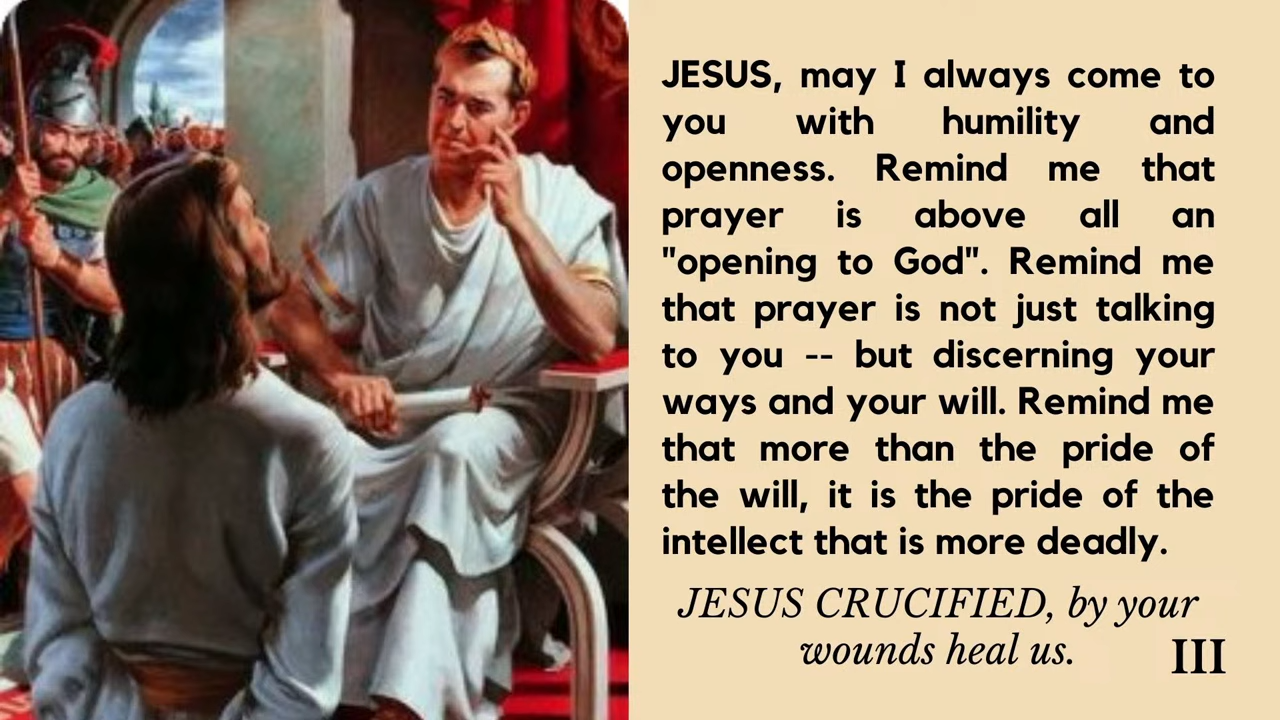 JESUS, may I always come to
you with humility and
openness. Remind me that
prayer is above all an
"opening to God". Remind me
that prayer is not just talking
to you -- but discerning your
ways and your will. Remind me
that more than the pride of
the will, it is the pride of the
intellect that is more deadly.
JESUS CRUCIFIED, by your
wounds heal us.
III